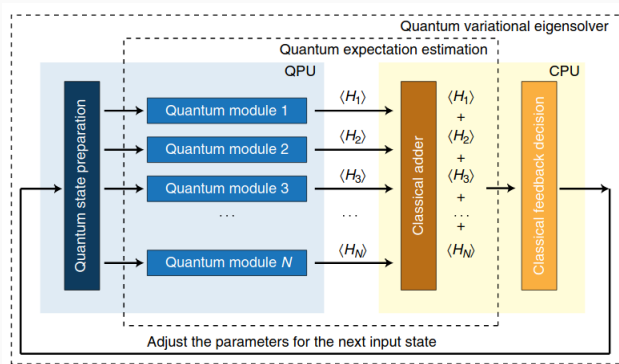 Quantum variational eigensolver
Quantum expectation estimation
QPU
CPU
Quantum state preparation
Quantum module 1
⟨H₁⟩
Quantum module 2
⟨H₂⟩
Quantum module 3
⟨H₃⟩
...
...
Quantum module N
⟨H_N⟩
Classical adder
⟨H₁⟩
+
⟨H₂⟩
+
⟨H₃⟩
+
...
+
⟨H_N⟩
Classical feedback decision
Adjust the parameters for the next input state